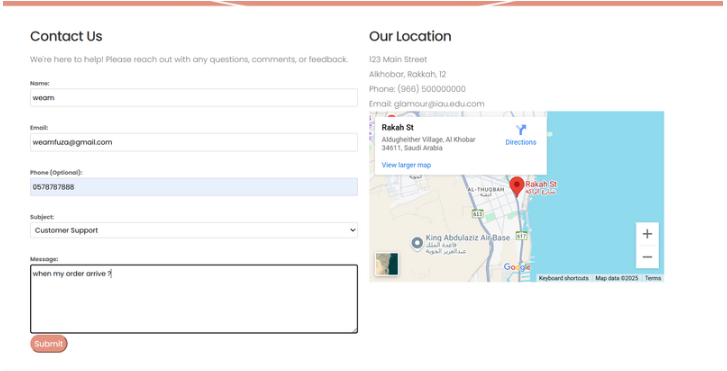 Contact Us
We're here to help! Please reach out with any questions, comments, or feedback.
Name:
weam
Email:
weamfuza@gmail.com
Phone (Optional):
0578787888
Subject:
Customer Support
Message:
when my order arrive ?
Submit
Our Location
123 Main Street
Alkhobar, Rakkah, 12
Phone: (966) 500000000
Email: glamour@iau.edu.com
Rakah St
Aldugheither Village, Al Khobar
34611, Saudi Arabia
Directions
View larger map
AL-THUQBAH
الثقبة
Rakah St
شارع الراكة
613
617
King Abdulaziz Air Base
قاعدة الملك
عبدالعزيز الجوية
Google
Keyboard shortcuts
Map data ©2025
Terms